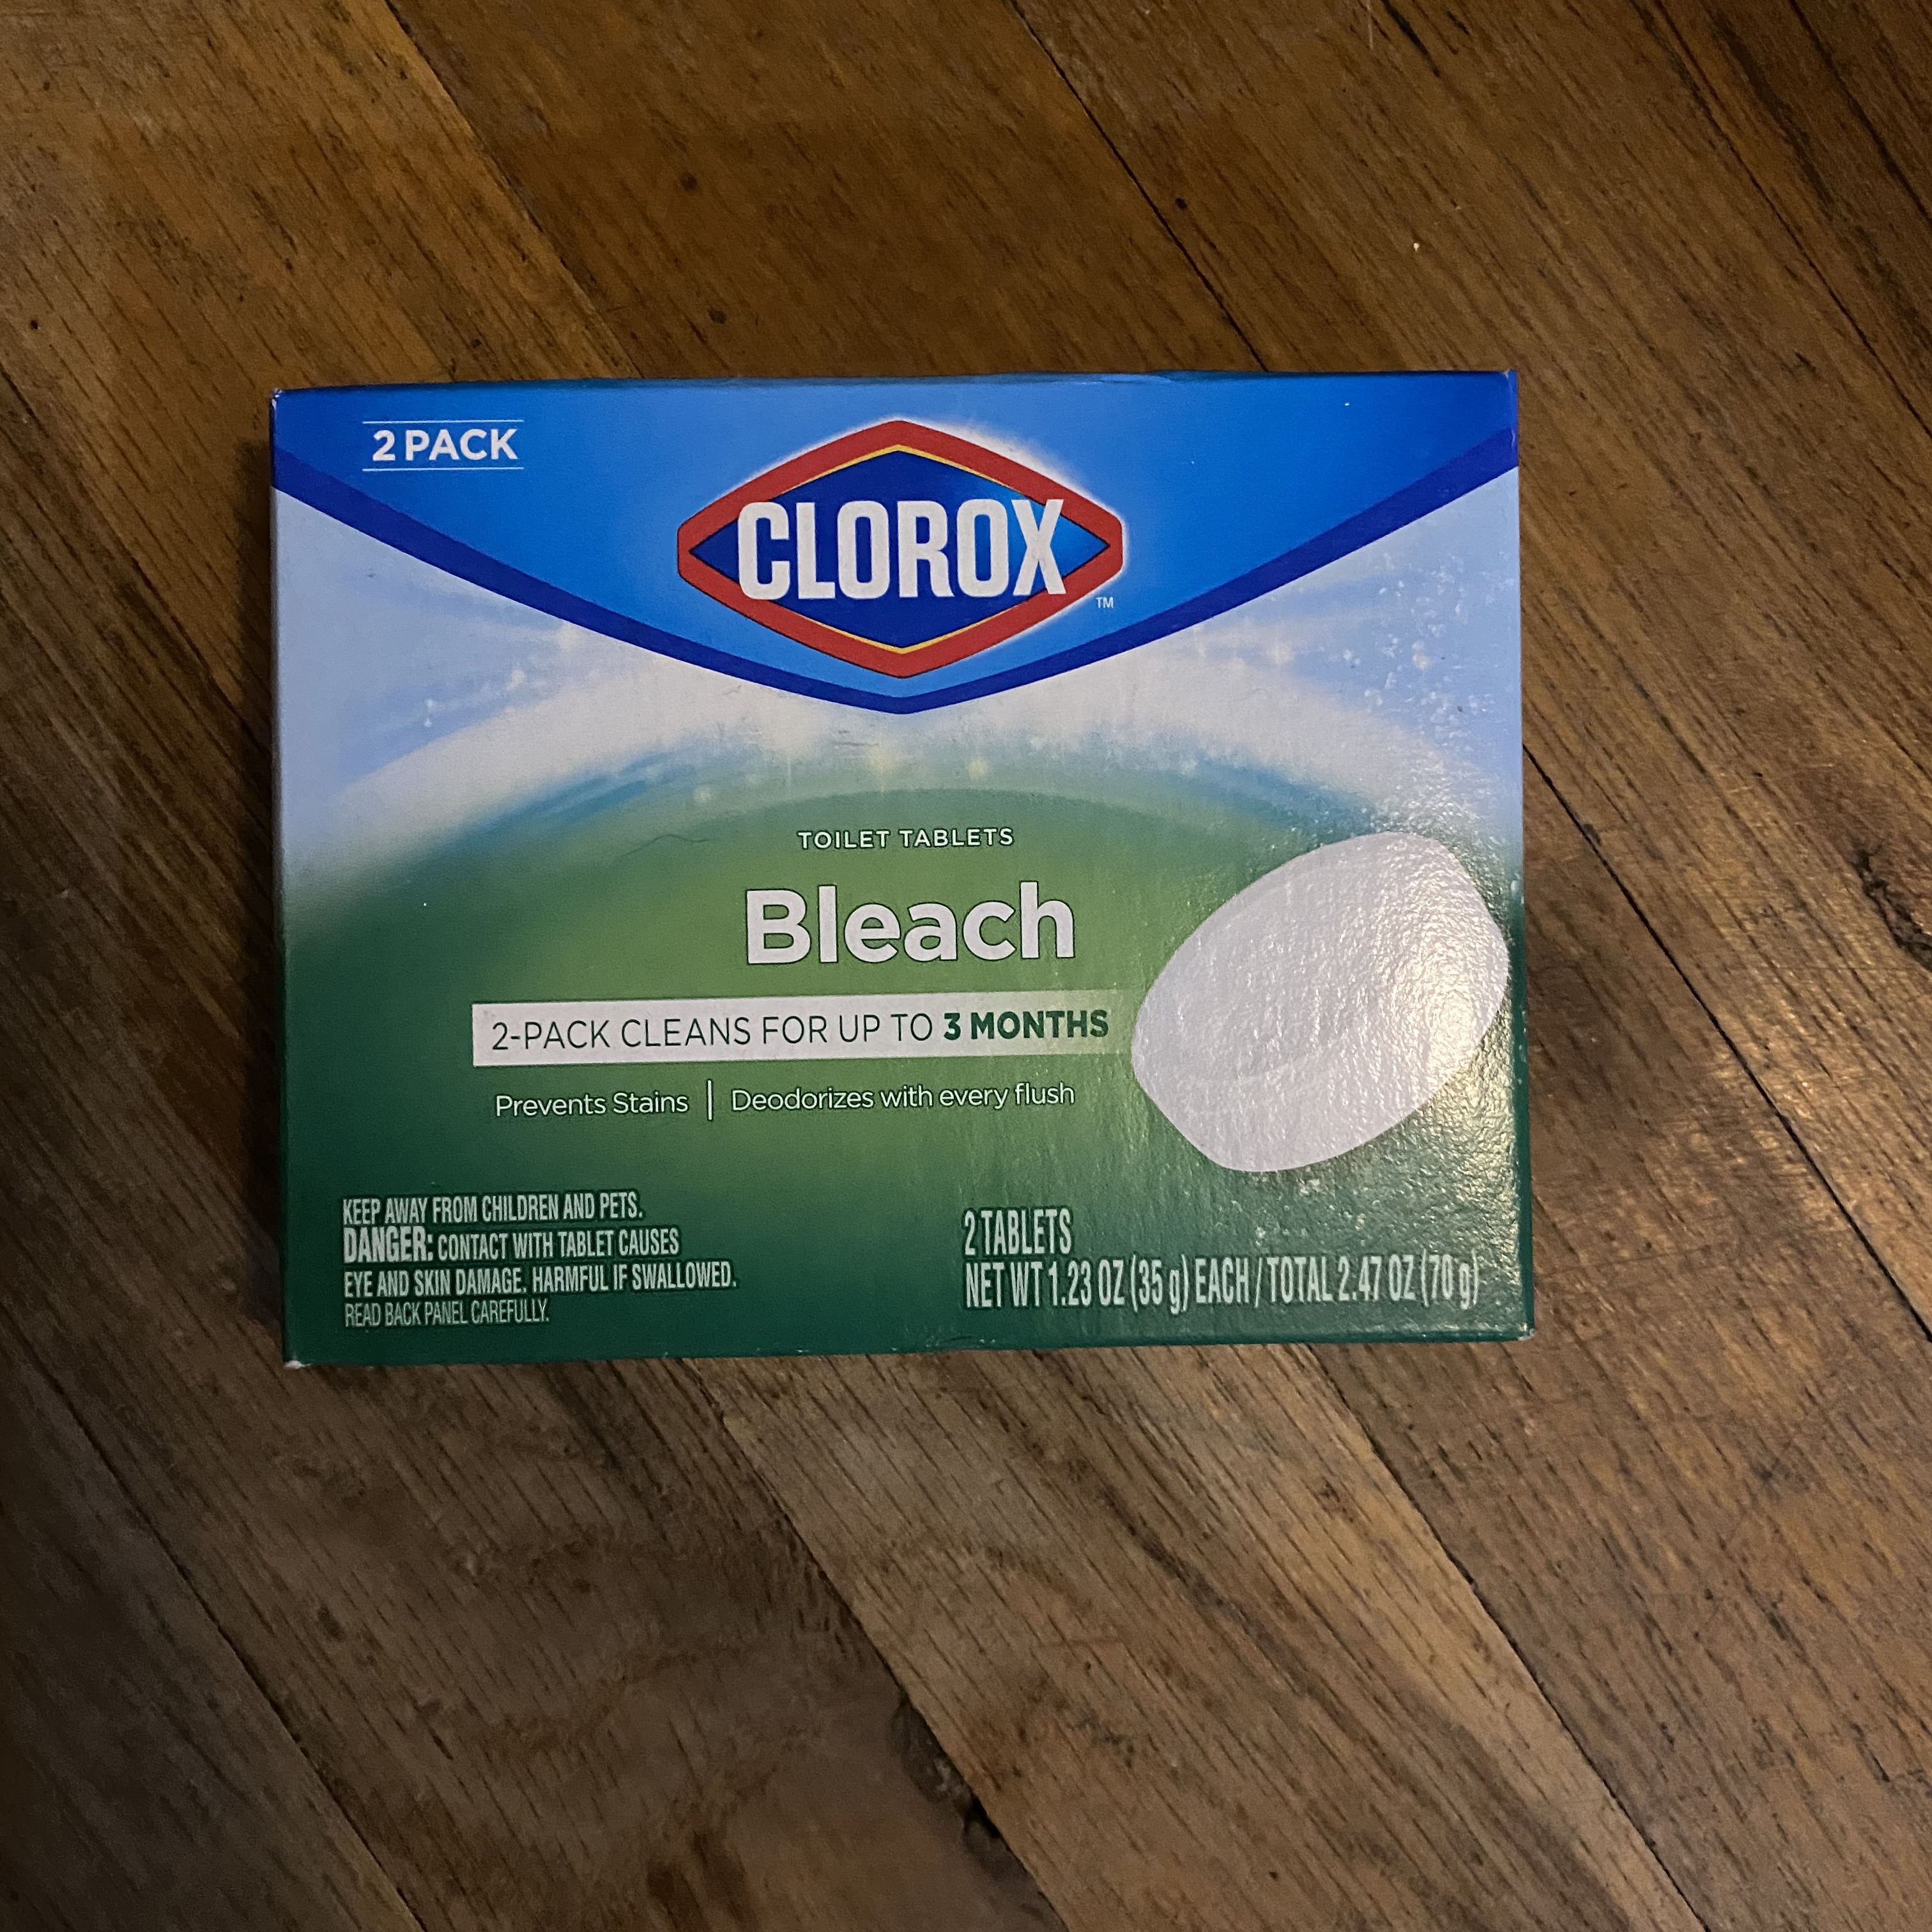 2 PACK
CLOROX™
TOILET TABLETS
Bleach
2-PACK CLEANS FOR UP TO 3 MONTHS
Prevents Stains | Deodorizes with every flush
KEEP AWAY FROM CHILDREN AND PETS.
DANGER: CONTACT WITH TABLET CAUSES
EYE AND SKIN DAMAGE. HARMFUL IF SWALLOWED.
READ BACK PANEL CAREFULLY.
2 TABLETS
NET WT 1.23 OZ (35 g) EACH / TOTAL 2.47 OZ (70 g)